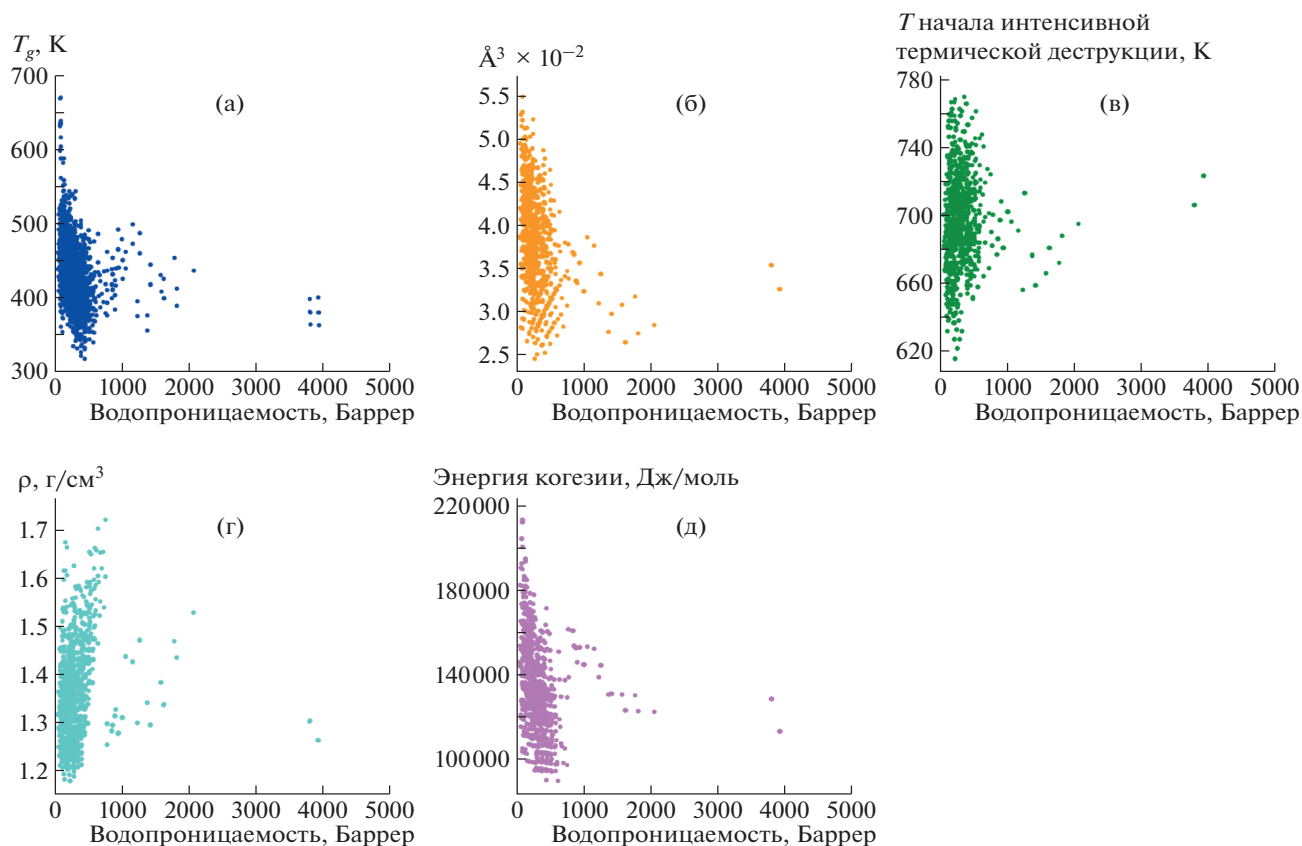 T_g, K
700
600
500
400
300
(а)
0 1000 2000 3000 4000 5000
Водопроницаемость, Баррер
Å³ × 10⁻²
5.5
5.0
4.5
4.0
3.5
3.0
2.5
(б)
0 1000 2000 3000 4000 5000
Водопроницаемость, Баррер
T начала интенсивной
термической деструкции, K
780
740
700
660
620
(в)
0 1000 2000 3000 4000 5000
Водопроницаемость, Баррер
ρ, г/см³
1.7
1.6
1.5
1.4
1.3
1.2
(г)
0 1000 2000 3000 4000 5000
Водопроницаемость, Баррер
Энергия когезии, Дж/моль
220000
180000
140000
100000
(д)
0 1000 2000 3000 4000 5000
Водопроницаемость, Баррер